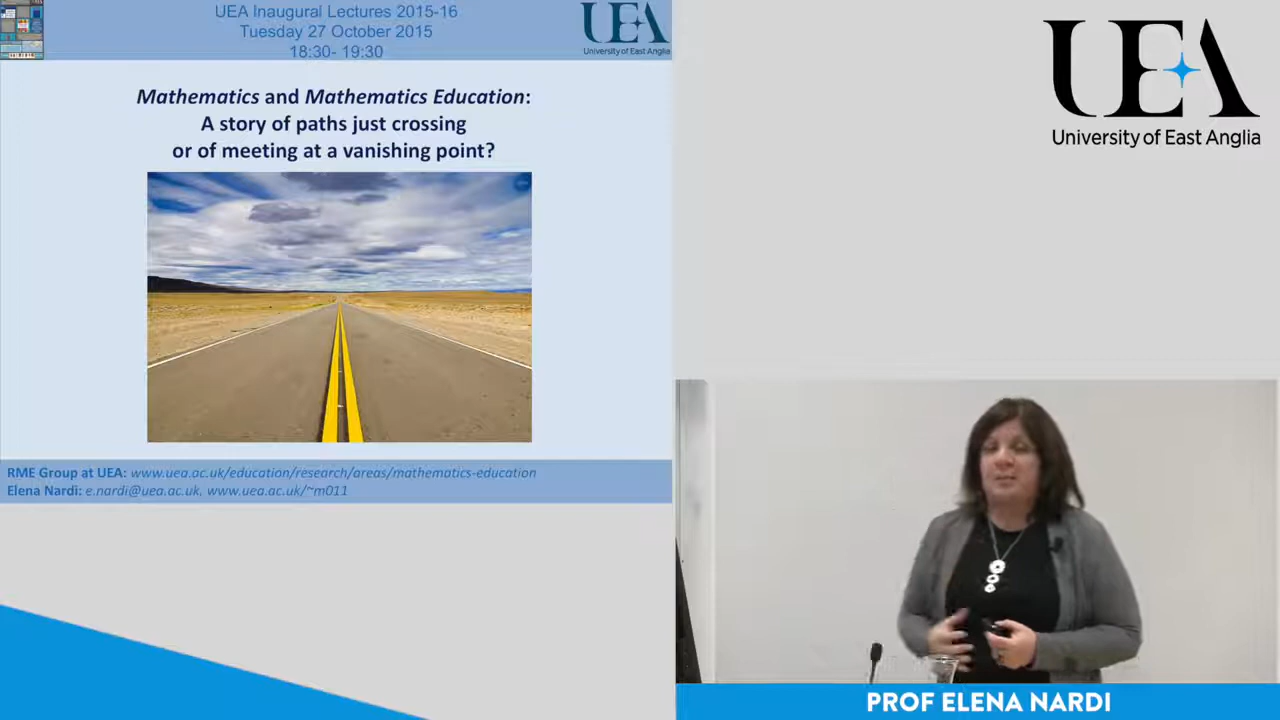 UEA Inaugural Lectures 2015-16
Tuesday 27 October 2015
18:30- 19:30
UEA
University of East Anglia
Mathematics and Mathematics Education:
A story of paths just crossing
or of meeting at a vanishing point?
RME Group at UEA: www.uea.ac.uk/education/research/areas/mathematics-education
Elena Nardi: e.nardi@uea.ac.uk, www.uea.ac.uk/~m011
UEA
University of East Anglia
PROF ELENA NARDI